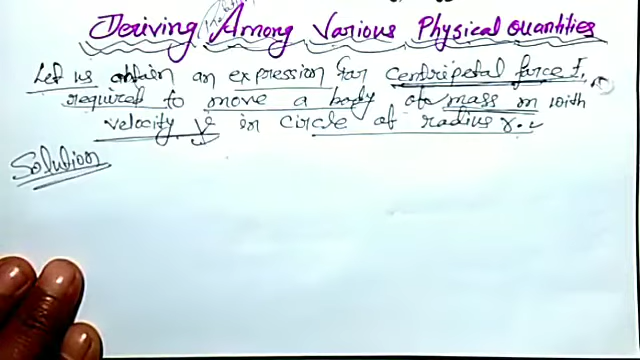 Deriving Among Various Physical Quantities
Let us obtain an expression for centripetal force F,
required to move a body of mass m with
velocity v in circle of radius r.
Solution